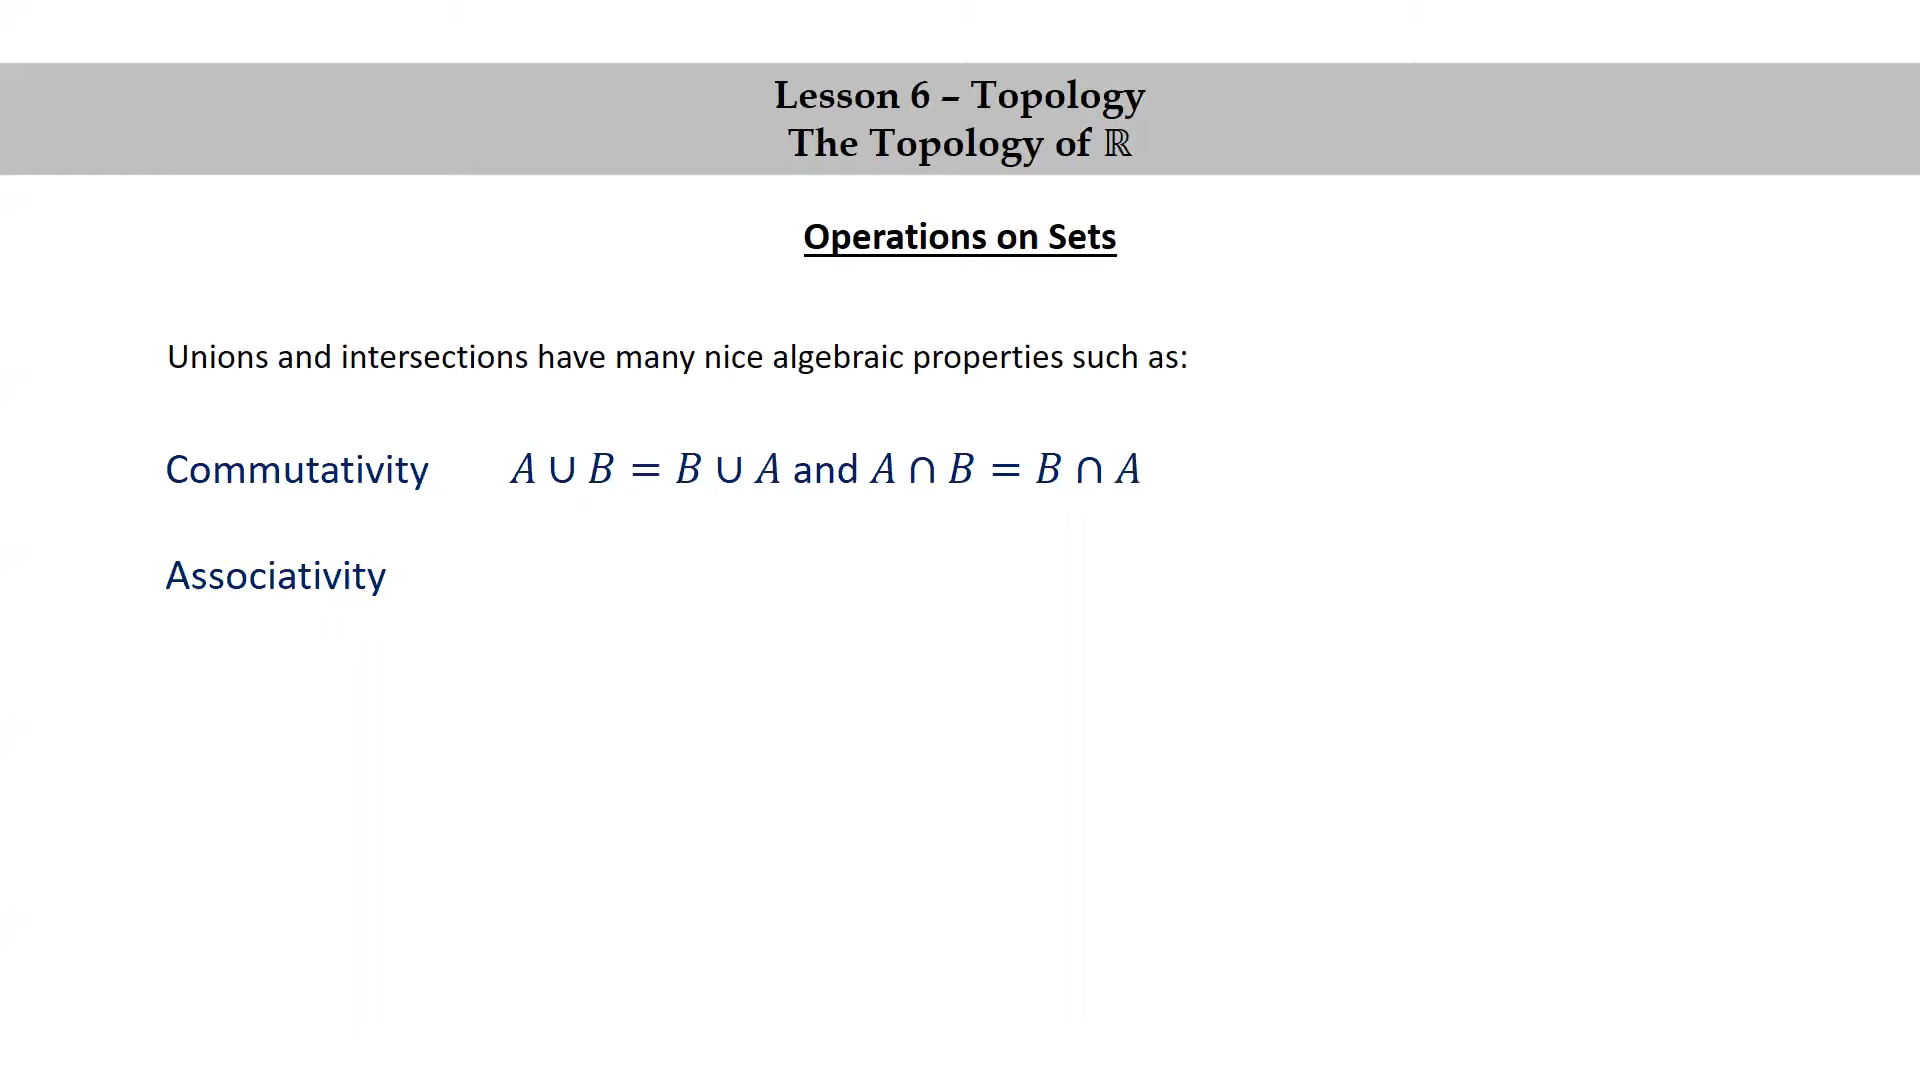 Lesson 6 – Topology
The Topology of ℝ
Operations on Sets
Unions and intersections have many nice algebraic properties such as:
Commutativity A ∪ B = B ∪ A and A ∩ B = B ∩ A
Associativity